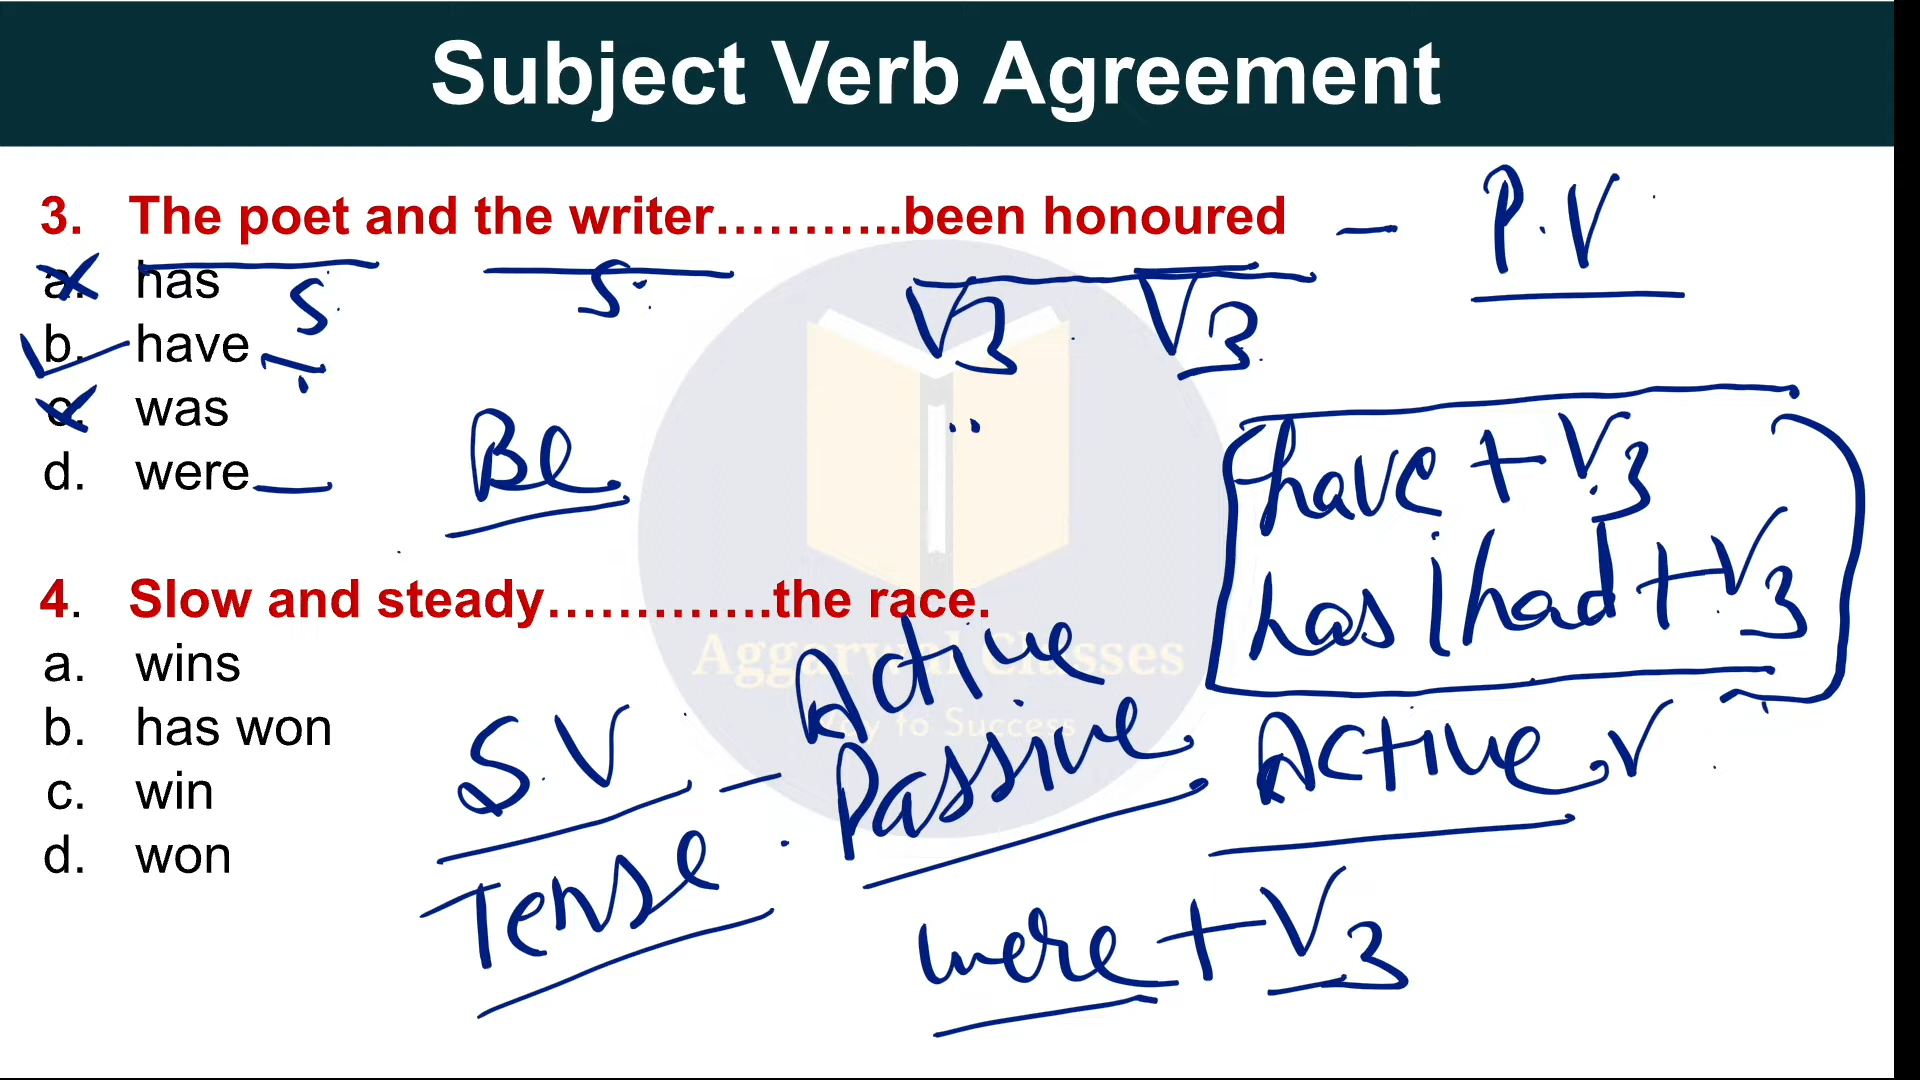 Subject Verb Agreement
3. The poet and the writer………..been honoured – P.V
a. has S S. V3 V3
b. have
c. was
d. were Be
have + V3
has | had + V3
4. Slow and steady………….the race.
Aggarwal Classes
Way to Success
a. wins Active
b. has won S.V – Passive Active
c. win
d. won Tense
were + V3